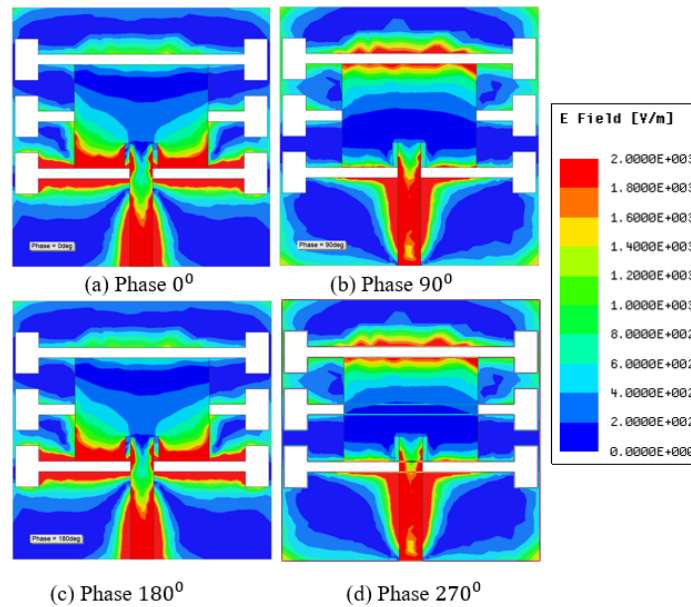 Phase = 0deg
Phase = 90deg
(a) Phase 0⁰
(b) Phase 90⁰
Phase = 180deg
(c) Phase 180⁰
(d) Phase 270⁰
E Field [V/m]
2.0000E+003
1.8000E+003
1.6000E+003
1.4000E+003
1.2000E+003
1.0000E+003
8.0000E+002
6.0000E+002
4.0000E+002
2.0000E+002
0.0000E+000